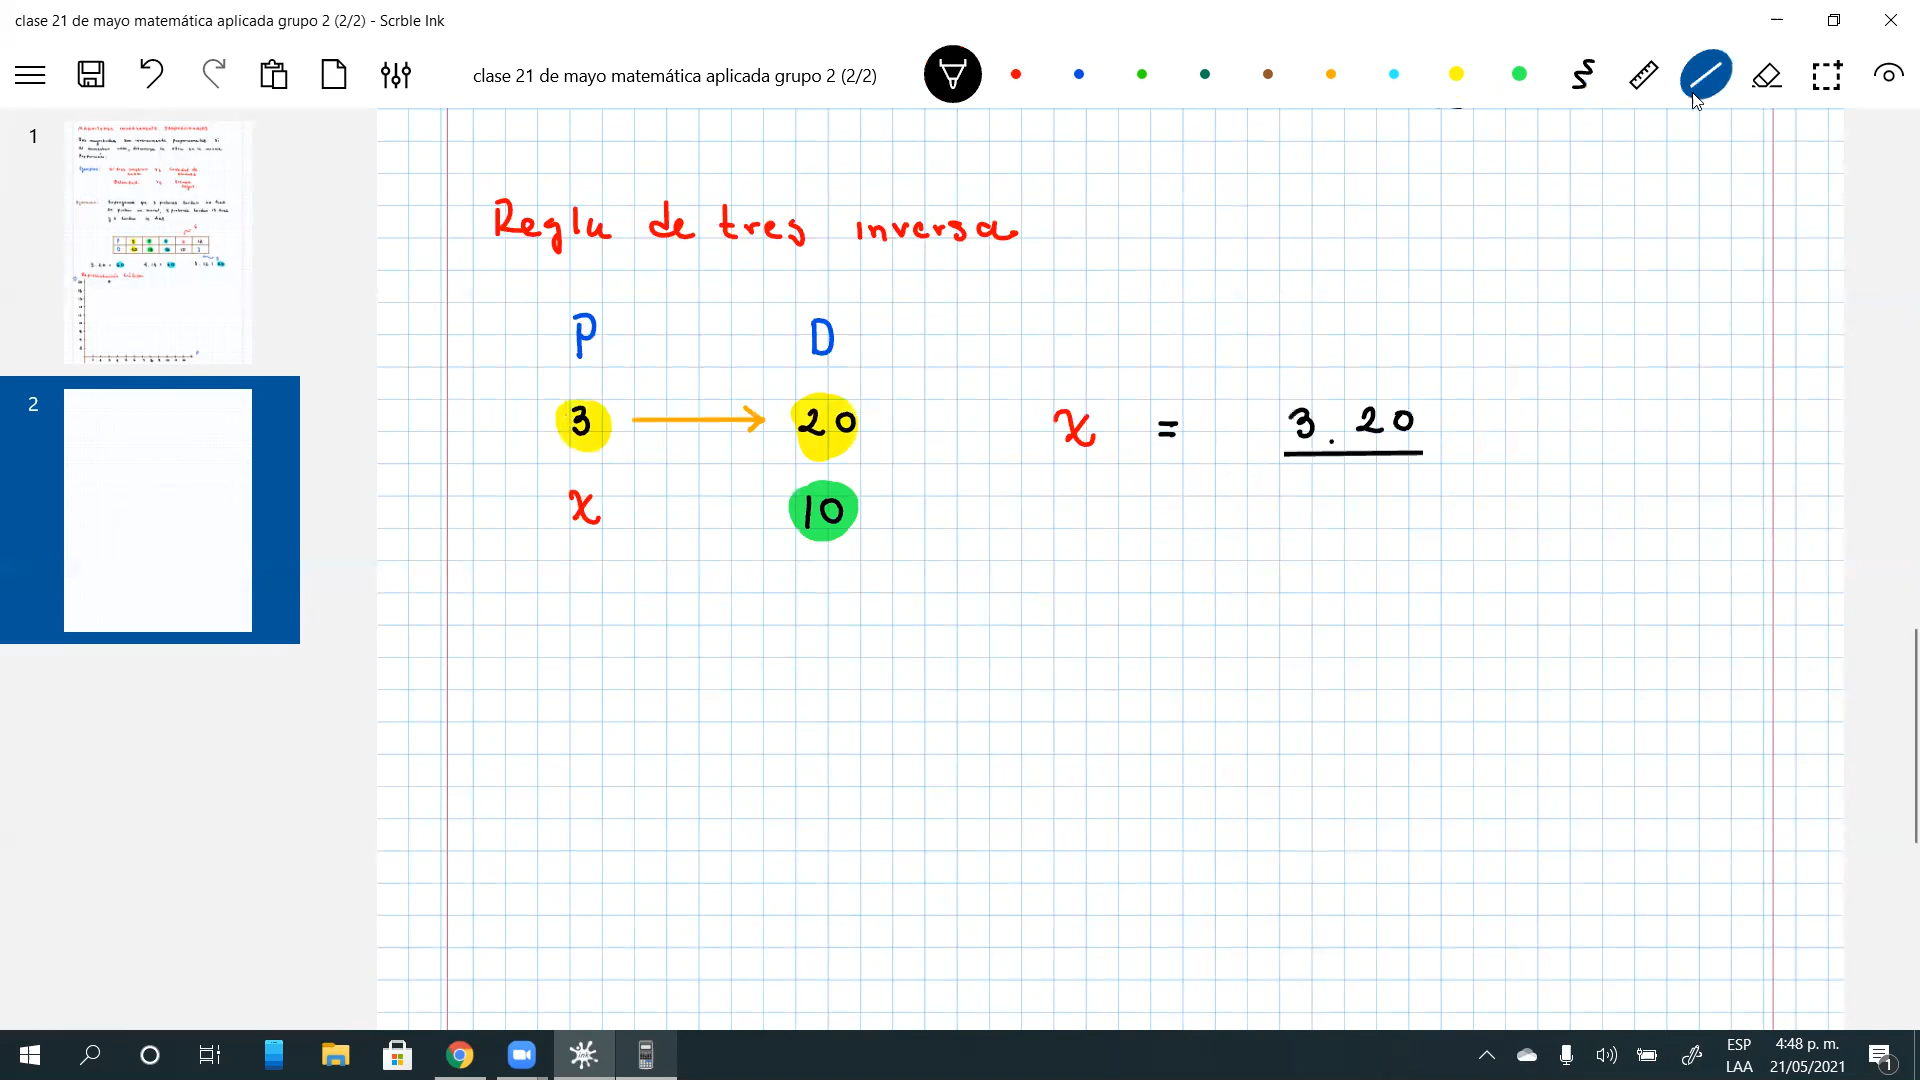 clase 21 de mayo matemática aplicada grupo 2 (2/2) - Scrble Ink
clase 21 de mayo matemática aplicada grupo 2 (2/2)
1
2
Regla de tres inversa
P D
3 → 20
x = 3 . 20
x 10
ESP
LAA
4:48 p. m.
21/05/2021
1